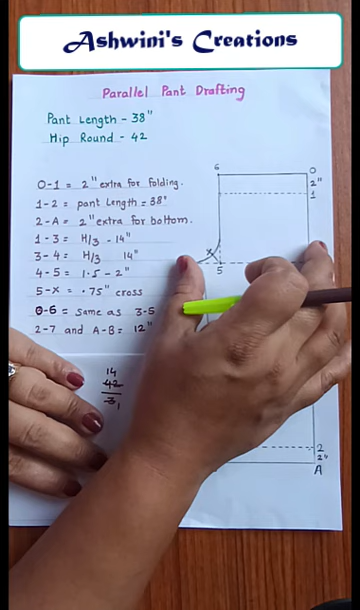 Ashwini's Creations
Parallel Pant Drafting
Pant Length - 38"
Hip Round - 42
0-1 = 2" extra for folding.
1-2 = pant Length = 38"
2-A = 2" extra for bottom.
1-3 = H/3 - 14"
3-4 = H/3 14"
4-5 = 1.5 - 2"
5-x = .75" cross
0-6 = same as 3-5
2-7 and A-B = 12"
14
42
3
6 0
2"
1
x
5
2
2"
A